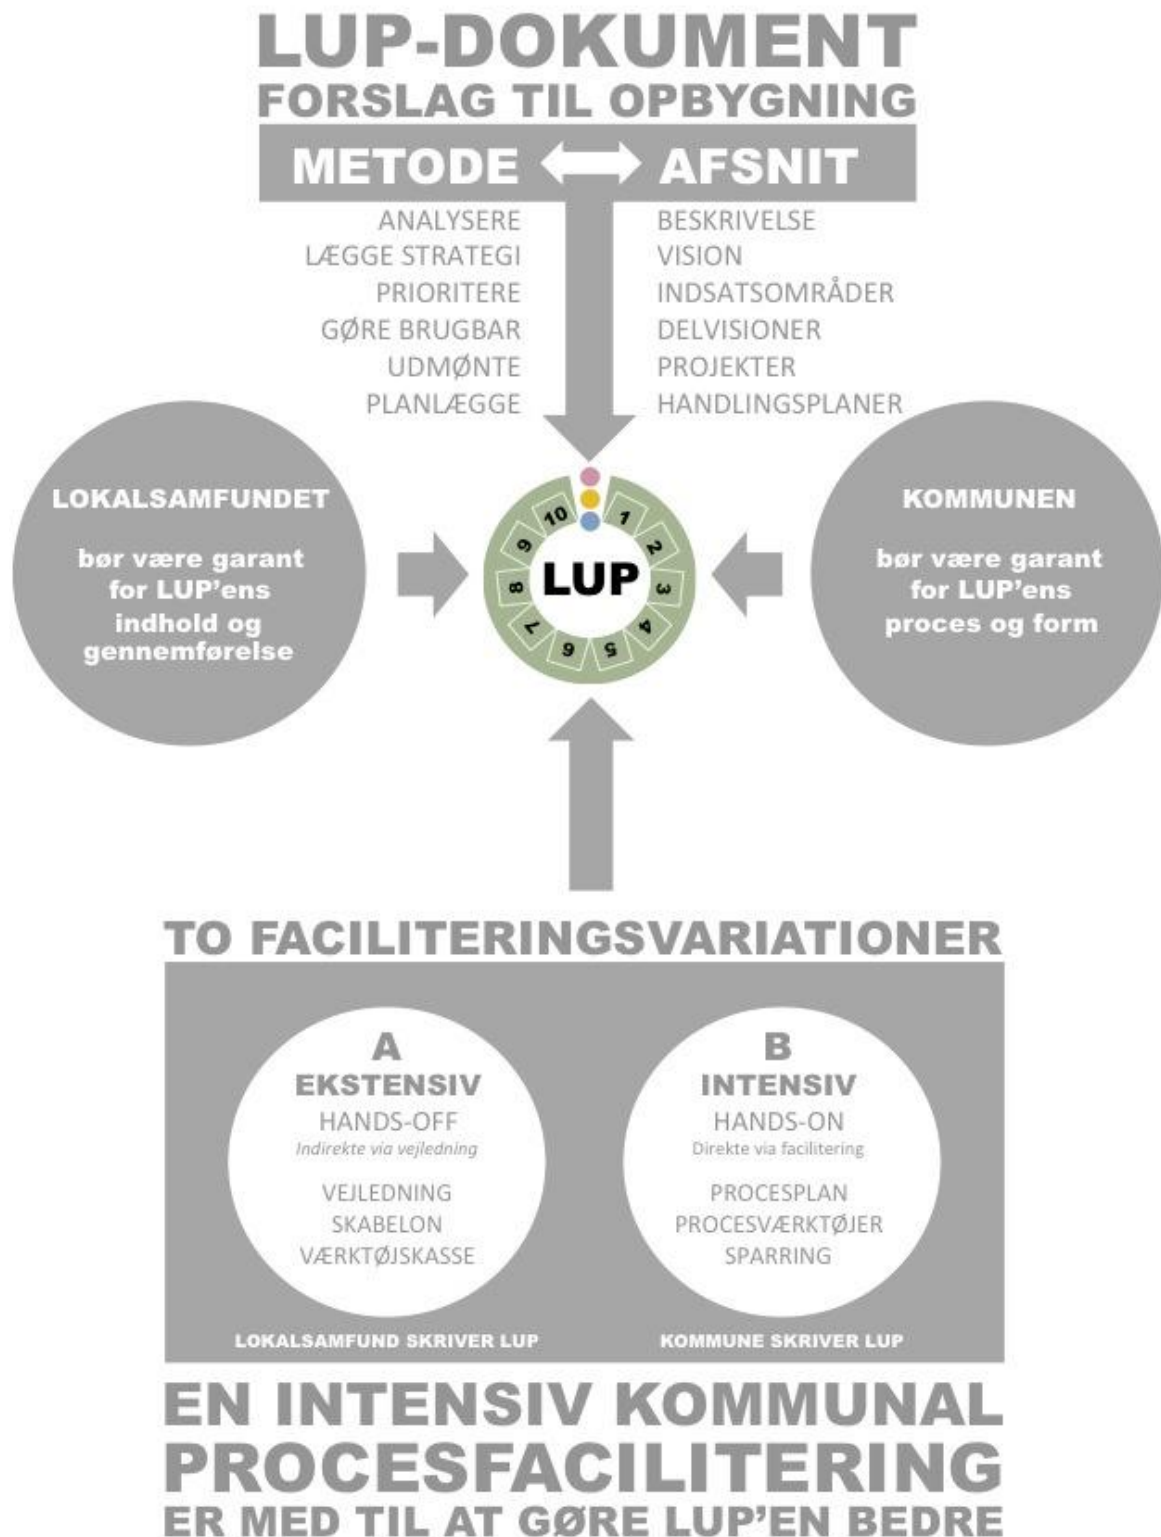 LUP-DOKUMENT
FORSLAG TIL OPBYGNING
METODE AFSNIT
ANALYSERE BESKRIVELSE
LÆGGE STRATEGI VISION
PRIORITERE INDSATSOMRÅDER
GØRE BRUGBAR DELVISIONER
UDMØNTE PROJEKTER
PLANLÆGGE HANDLINGSPLANER
LOKALSAMFUNDET
bør være garant
for LUP'ens
indhold og
gennemførelse
LUP
1
2
3
4
5
6
7
8
9
10
KOMMUNEN
bør være garant
for LUP'ens
proces og form
TO FACILITERINGSVARIATIONER
A
EKSTENSIV
HANDS-OFF
Indirekte via vejledning
VEJLEDNING
SKABELON
VÆRKTØJSKASSE
LOKALSAMFUND SKRIVER LUP
B
INTENSIV
HANDS-ON
Direkte via facilitering
PROCESPLAN
PROCESVÆRKTØJER
SPARRING
KOMMUNE SKRIVER LUP
EN INTENSIV KOMMUNAL
PROCESFACILITERING
ER MED TIL AT GØRE LUP'EN BEDRE